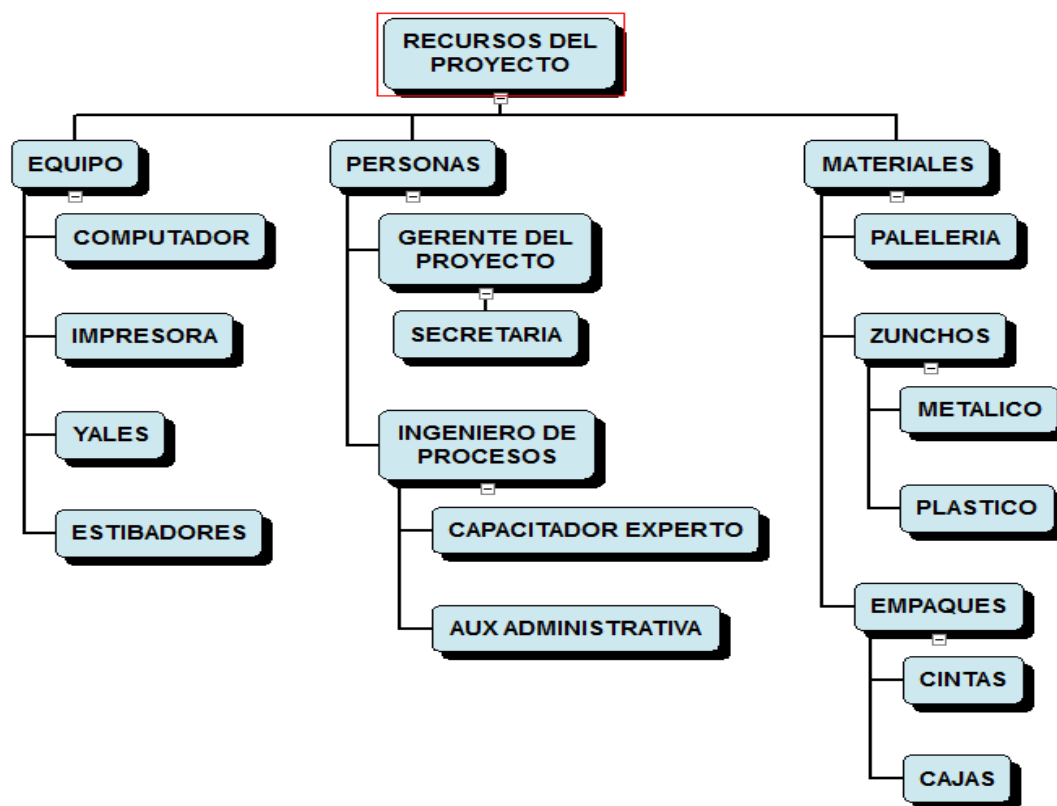 RECURSOS DEL
PROYECTO
EQUIPO
COMPUTADOR
IMPRESORA
YALES
ESTIBADORES
PERSONAS
GERENTE DEL
PROYECTO
SECRETARIA
INGENIERO DE
PROCESOS
CAPACITADOR EXPERTO
AUX ADMINISTRATIVA
MATERIALES
PALELERIA
ZUNCHOS
METALICO
PLASTICO
EMPAQUES
CINTAS
CAJAS